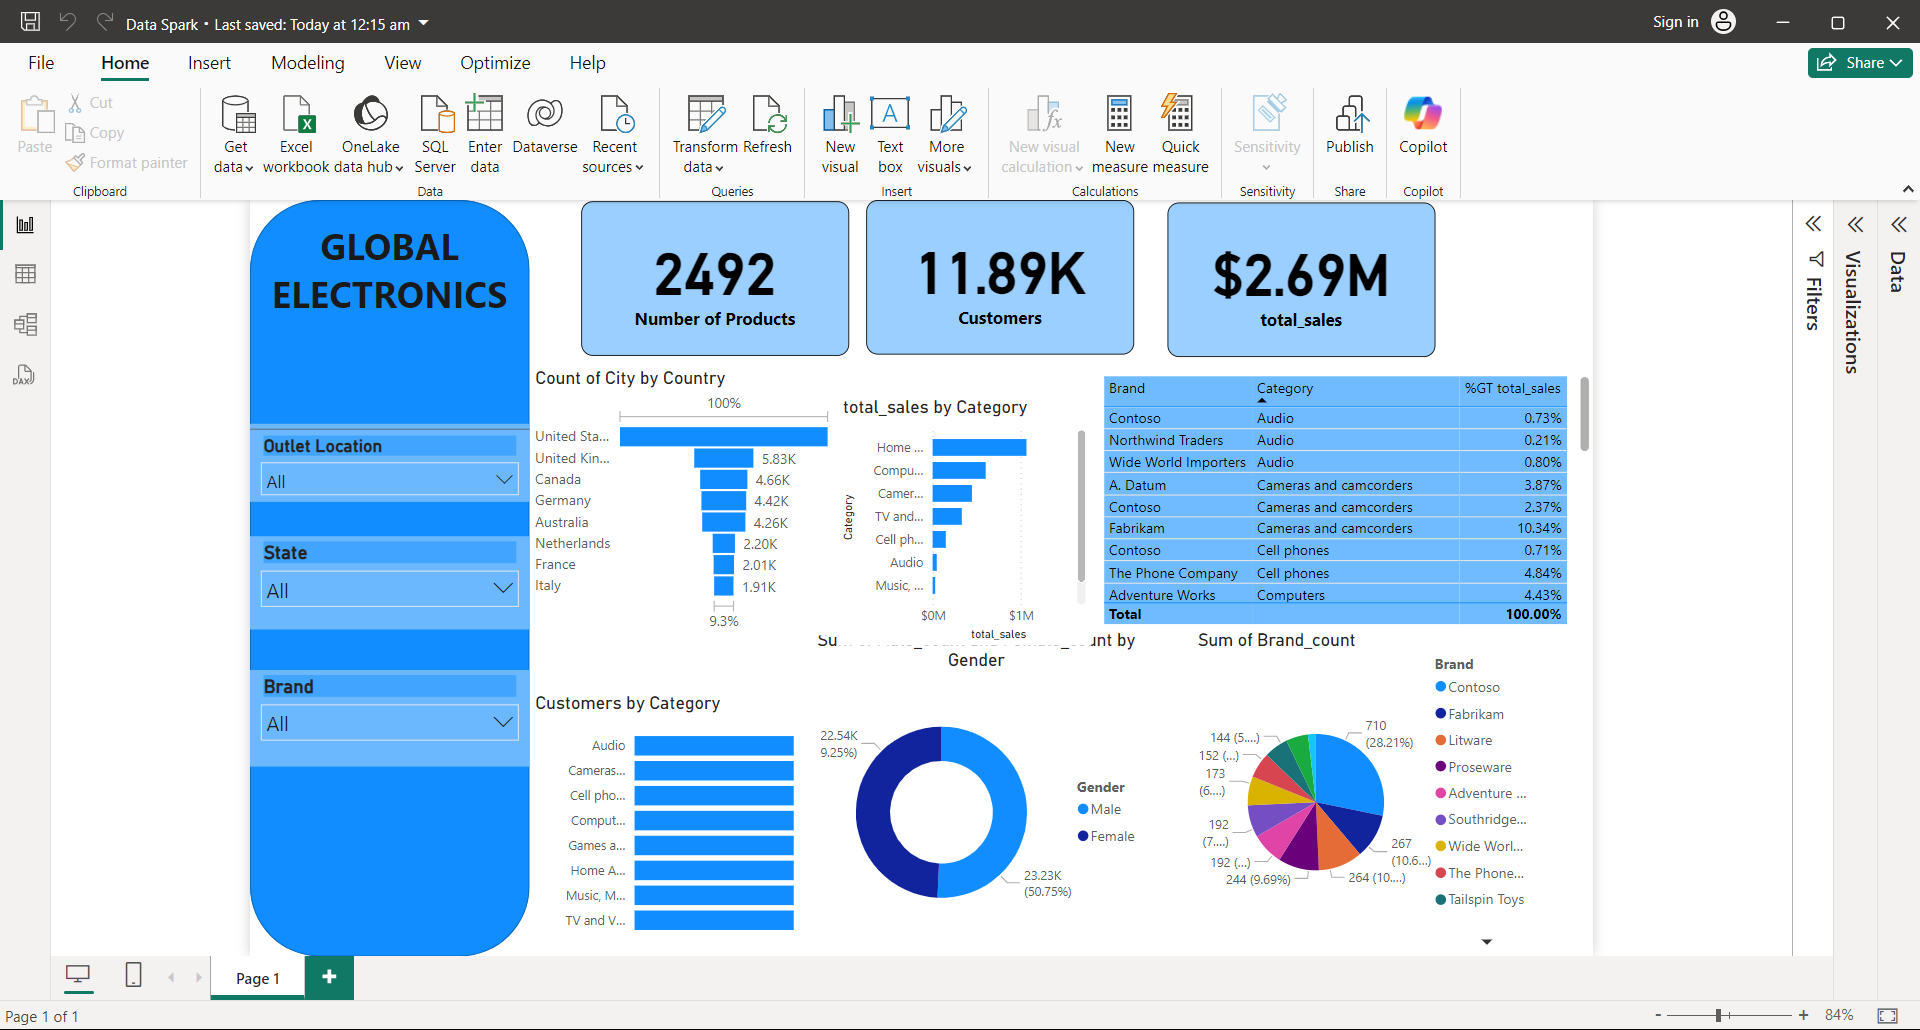 Data Spark • Last saved: Today at 12:15 am
Sign in
File Home Insert Modeling View Optimize Help
Share
Paste
Cut
Copy
Format painter
Clipboard
Get data
Excel workbook
OneLake data hub
SQL Server
Enter data
Dataverse
Recent sources
Data
Transform data
Refresh
Queries
New visual
Text box
More visuals
Insert
New visual calculation
New measure
Quick measure
Calculations
Sensitivity
Sensitivity
Publish
Share
Copilot
Copilot
DAX
GLOBAL
ELECTRONICS
Outlet Location
All
State
All
Brand
All
2492
Number of Products
11.89K
Customers
$2.69M
total_sales
Count of City by Country
100%
United Sta...
United Kin... 5.83K
Canada 4.66K
Germany 4.42K
Australia 4.26K
Netherlands 2.20K
France 2.01K
Italy 1.91K
9.3%
total_sales by Category
Category
Home ...
Compu...
Camer...
TV and...
Cell ph...
Audio
Music, ...
$0M $1M
total_sales
Brand Category %GT total_sales
Contoso Audio 0.73%
Northwind Traders Audio 0.21%
Wide World Importers Audio 0.80%
A. Datum Cameras and camcorders 3.87%
Contoso Cameras and camcorders 2.37%
Fabrikam Cameras and camcorders 10.34%
Contoso Cell phones 0.71%
The Phone Company Cell phones 4.84%
Adventure Works Computers 4.43%
Total 100.00%
Customers by Category
Audio
Cameras...
Cell pho...
Comput...
Games a...
Home A...
Music, M...
TV and V...
by
Gender
22.54K
9.25%)
23.23K
(50.75%)
Gender
Male
Female
Sum of Brand_count
710
(28.21%)
267
(10.6...)
264 (10....)
244 (9.69%)
192 (...)
192
(7....)
173
(6....)
152 (...)
144 (5....)
Brand
Contoso
Fabrikam
Litware
Proseware
Adventure ...
Southridge...
Wide Worl...
The Phone...
Tailspin Toys
Filters
Visualizations
Data
Page 1
+
Page 1 of 1
- + 84%